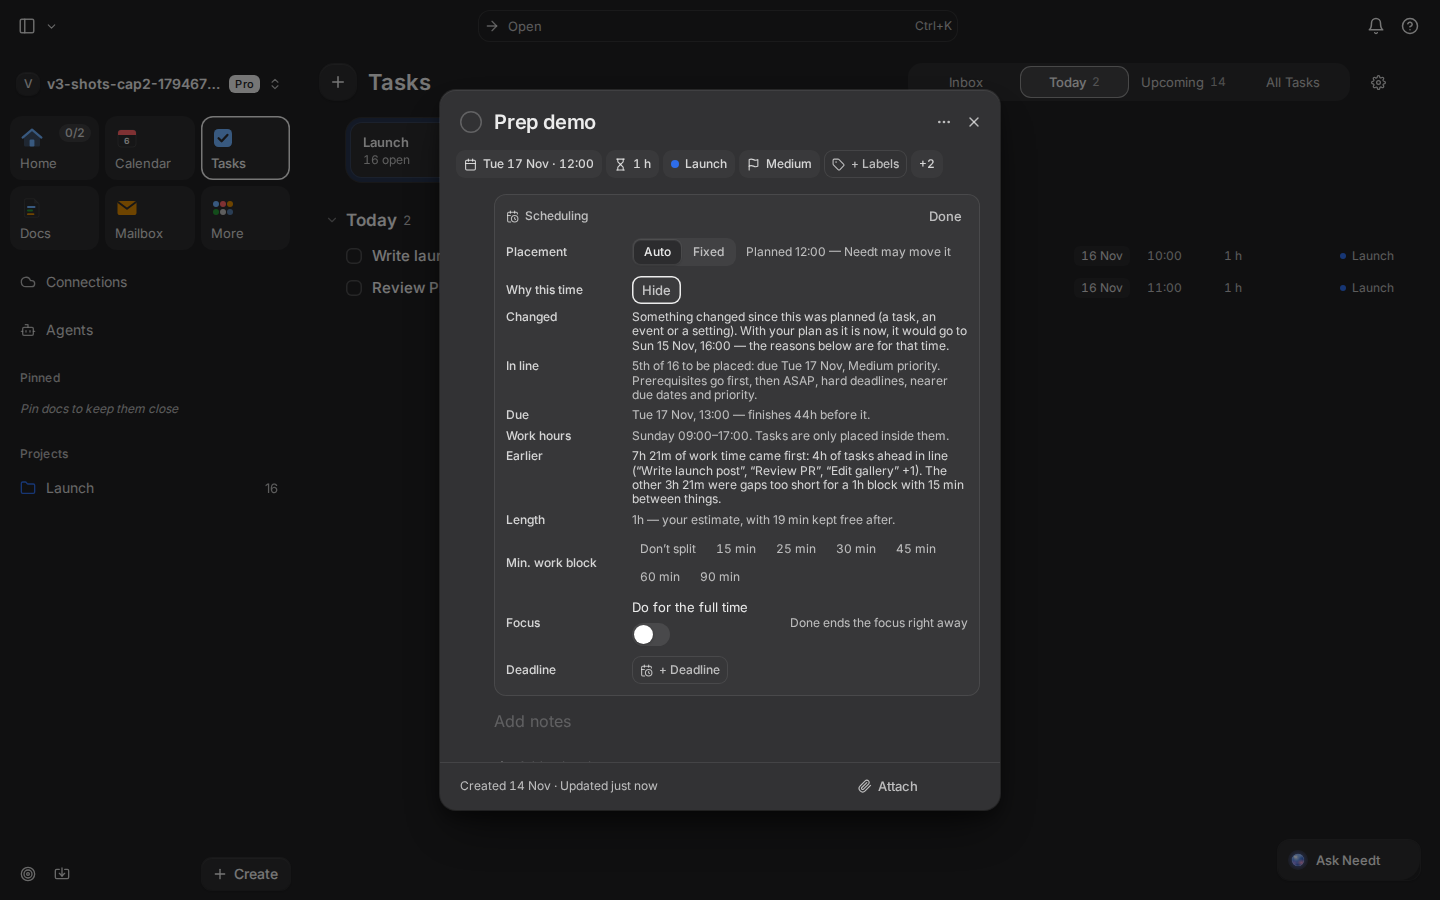 Open
Ctrl+K
V
v3-shots-cap2-179467...
Pro
Tasks
Inbox
Today 2
Upcoming 14
All Tasks
Home
0/2
6
Calendar
Tasks
Docs
Mailbox
More
Connections
Agents
Pinned
Pin docs to keep them close
Projects
Launch
16
Create
Launch
16 open
Today 2
Write lau
16 Nov
10:00
1 h
Launch
Review P
16 Nov
11:00
1 h
Launch
Prep demo
Tue 17 Nov · 12:00
1 h
Launch
Medium
+ Labels
+2
Scheduling
Done
Placement
Auto
Fixed
Planned 12:00 — Needt may move it
Why this time
Hide
Changed
Something changed since this was planned (a task, an
event or a setting). With your plan as it is now, it would go to
Sun 15 Nov, 16:00 — the reasons below are for that time.
In line
5th of 16 to be placed: due Tue 17 Nov, Medium priority.
Prerequisites go first, then ASAP, hard deadlines, nearer
due dates and priority.
Due
Tue 17 Nov, 13:00 — finishes 44h before it.
Work hours
Sunday 09:00–17:00. Tasks are only placed inside them.
Earlier
7h 21m of work time came first: 4h of tasks ahead in line
(“Write launch post”, “Review PR”, “Edit gallery” +1). The
other 3h 21m were gaps too short for a 1h block with 15 min
between things.
Length
1h — your estimate, with 19 min kept free after.
Min. work block
Don’t split
15 min
25 min
30 min
45 min
60 min
90 min
Focus
Do for the full time
Done ends the focus right away
Deadline
+ Deadline
Add notes
Created 14 Nov · Updated just now
Attach
Ask Needt